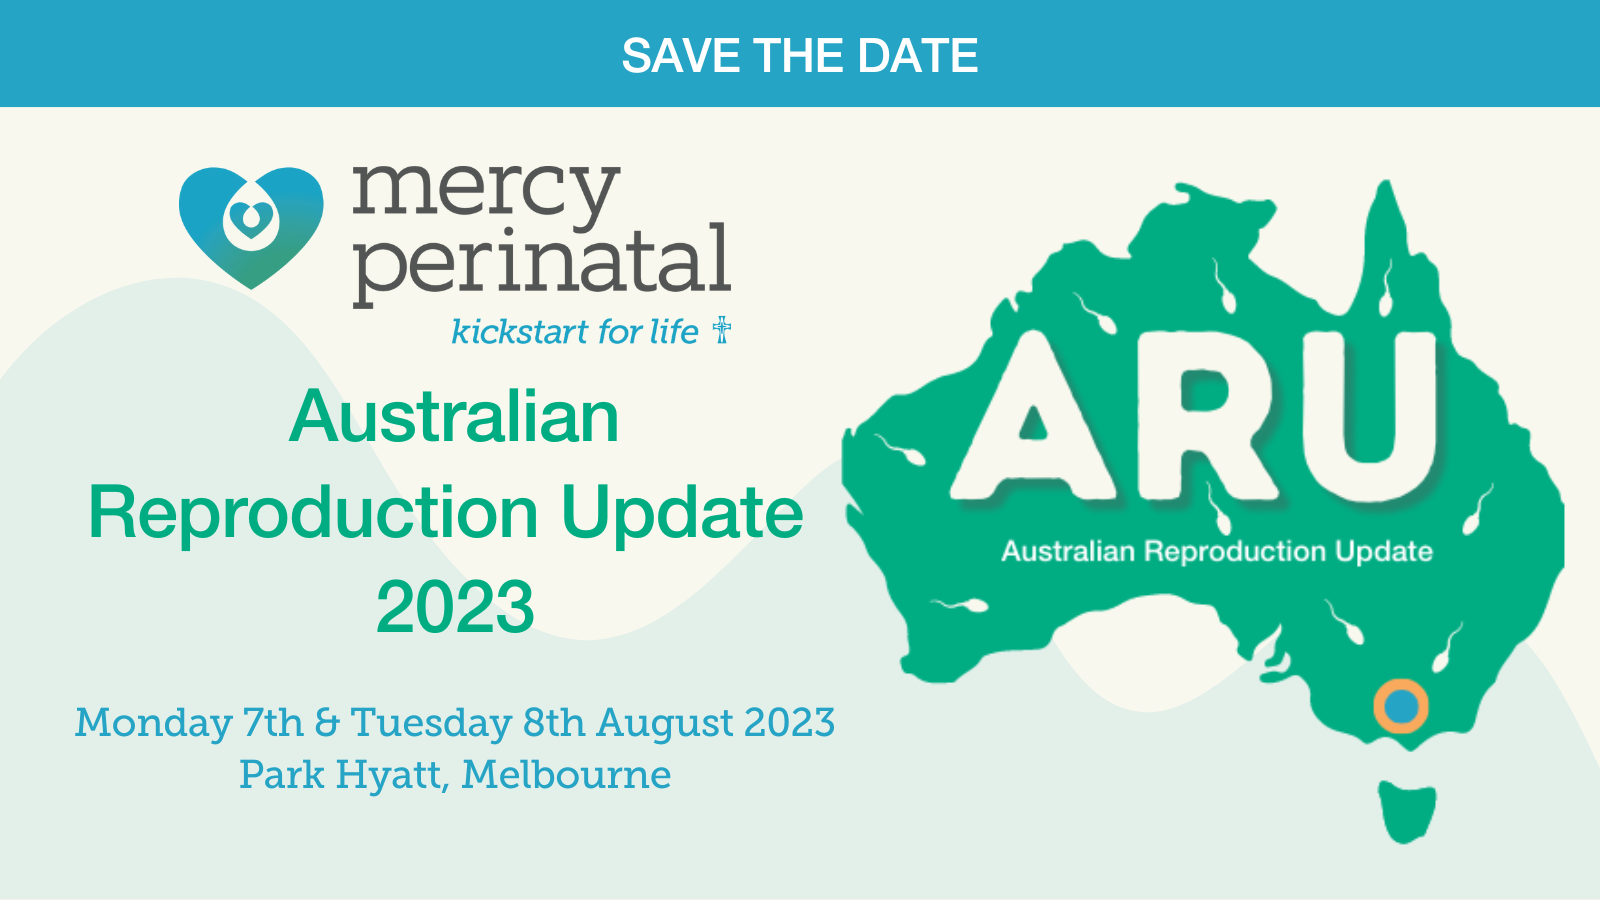 SAVE THE DATE
mercy
perinatal
kickstart for life
Australian
Reproduction Update
2023
Monday 7th & Tuesday 8th August 2023
Park Hyatt, Melbourne
ARU
Australian Reproduction Update